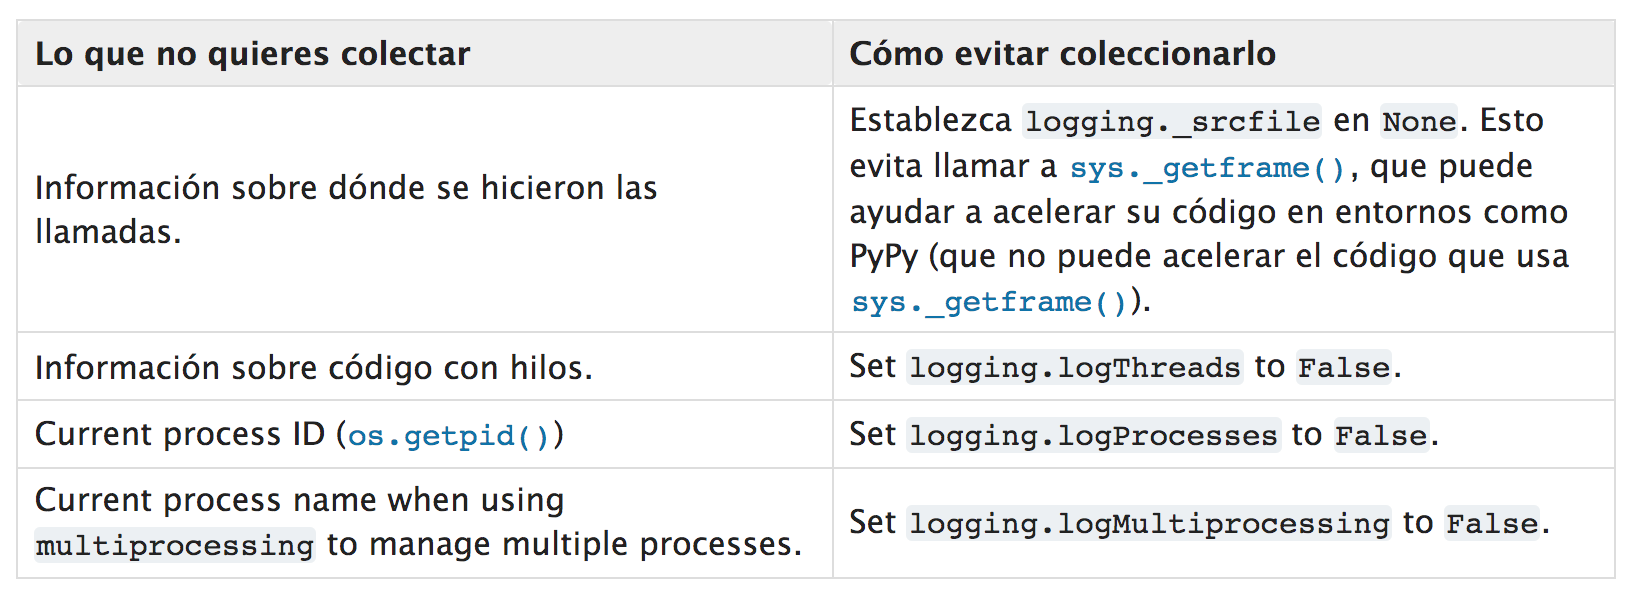 Lo que no quieres colectar
Cómo evitar coleccionarlo
Información sobre dónde se hicieron las
llamadas.
Establezca logging._srcfile en None. Esto
evita llamar a sys._getframe(), que puede
ayudar a acelerar su código en entornos como
PyPy (que no puede acelerar el código que usa
sys._getframe()).
Información sobre código con hilos.
Set logging.logThreads to False.
Current process ID (os.getpid())
Set logging.logProcesses to False.
Current process name when using
multiprocessing to manage multiple processes.
Set logging.logMultiprocessing to False.